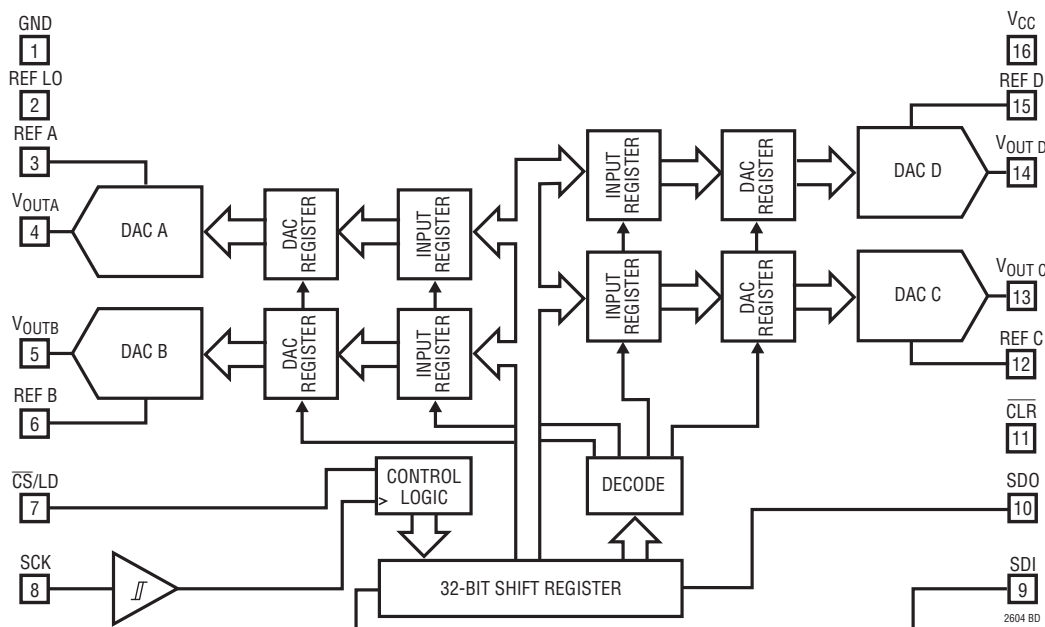 GND
1
REF LO
2
REF A
3
VOUTA
4
VOUTB
5
REF B
6
CS/LD
7
SCK
8
DAC A
DAC
REGISTER
INPUT
REGISTER
DAC B
DAC
REGISTER
INPUT
REGISTER
INPUT
REGISTER
DAC
REGISTER
DAC D
INPUT
REGISTER
DAC
REGISTER
DAC C
CONTROL
LOGIC
DECODE
32-BIT SHIFT REGISTER
VCC
16
REF D
15
VOUT D
14
VOUT C
13
REF C
12
CLR
11
SDO
10
SDI
9
2604 BD